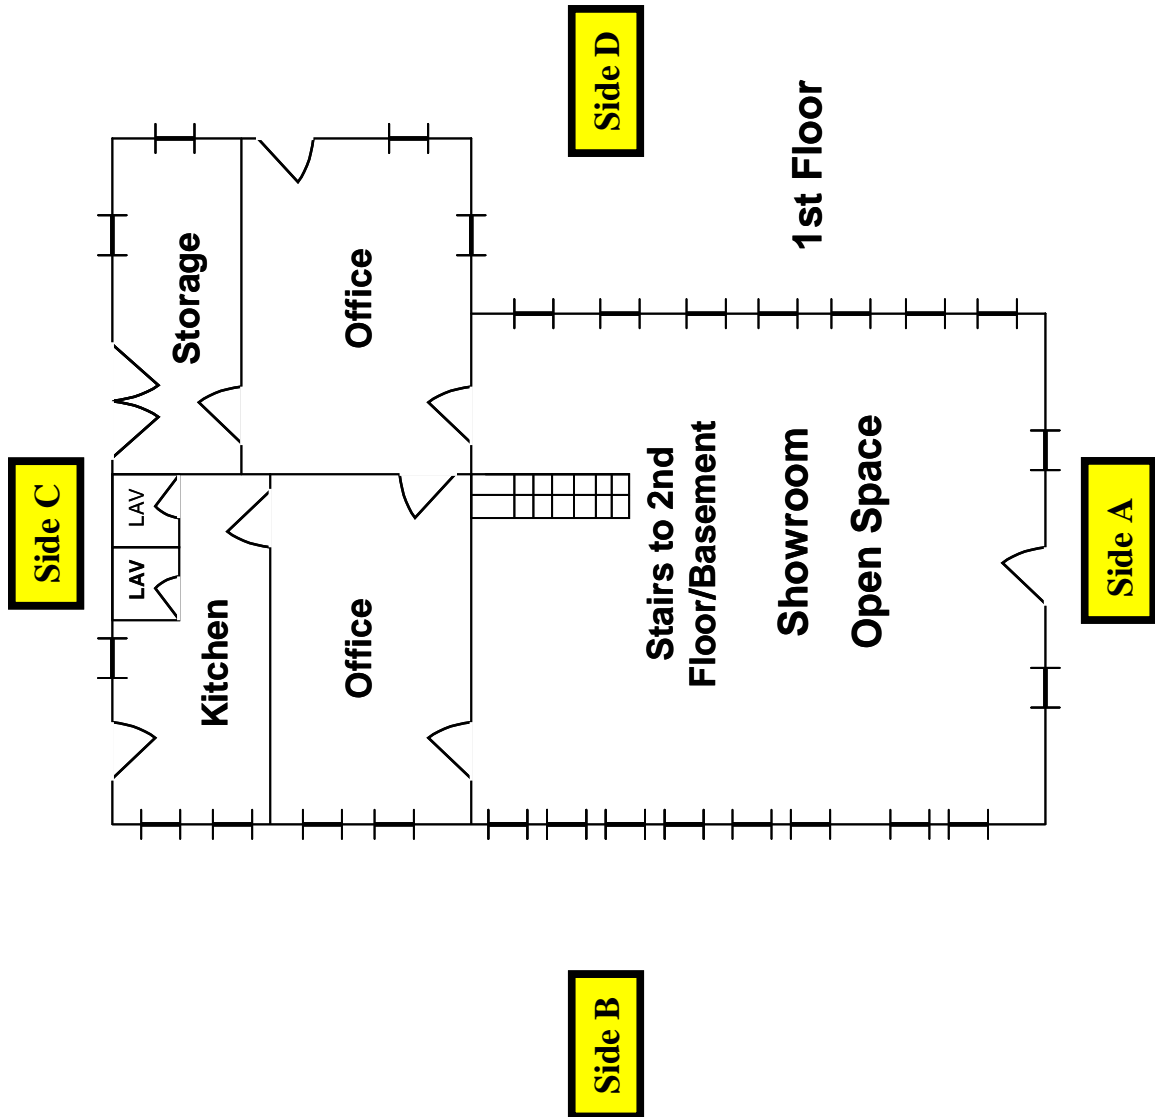 Side C
LAV
LAV
Kitchen
Storage
Office
Office
Side B
Side D
Stairs to 2nd
Floor/Basement
Showroom
Open Space
1st Floor
Side A